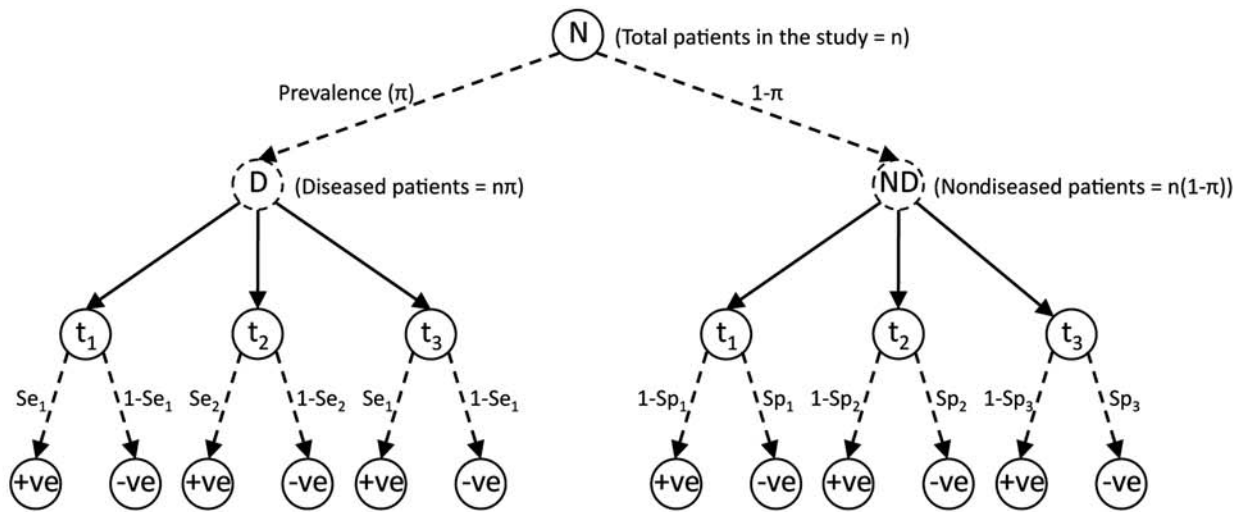 N (Total patients in the study = n)
Prevalence (π) 1-π
D (Diseased patients = nπ) ND (Nondiseased patients = n(1-π))
t₁ t₂ t₃ t₁ t₂ t₃
Se₁ 1-Se₁ Se₂ 1-Se₂ Se₁ 1-Se₁ 1-Sp₁ Sp₁ 1-Sp₂ Sp₂ 1-Sp₃ Sp₃
+ve -ve +ve -ve +ve -ve +ve -ve +ve -ve +ve -ve